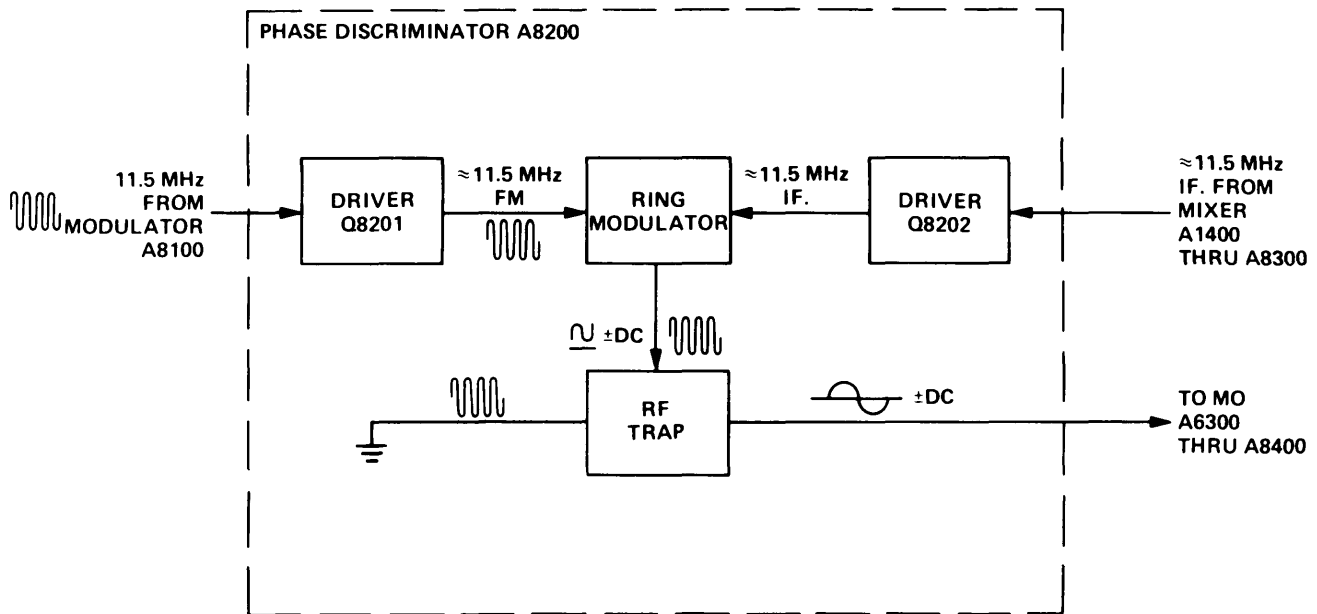 PHASE DISCRIMINATOR A8200
11.5 MHz
FROM
MODULATOR
A8100
DRIVER
Q8201
≈11.5 MHz
FM
RING
MODULATOR
≈11.5 MHz
IF.
DRIVER
Q8202
≈11.5 MHz
IF. FROM
MIXER
A1400
THRU A8300
±DC
RF
TRAP
±DC
TO MO
A6300
THRU A8400